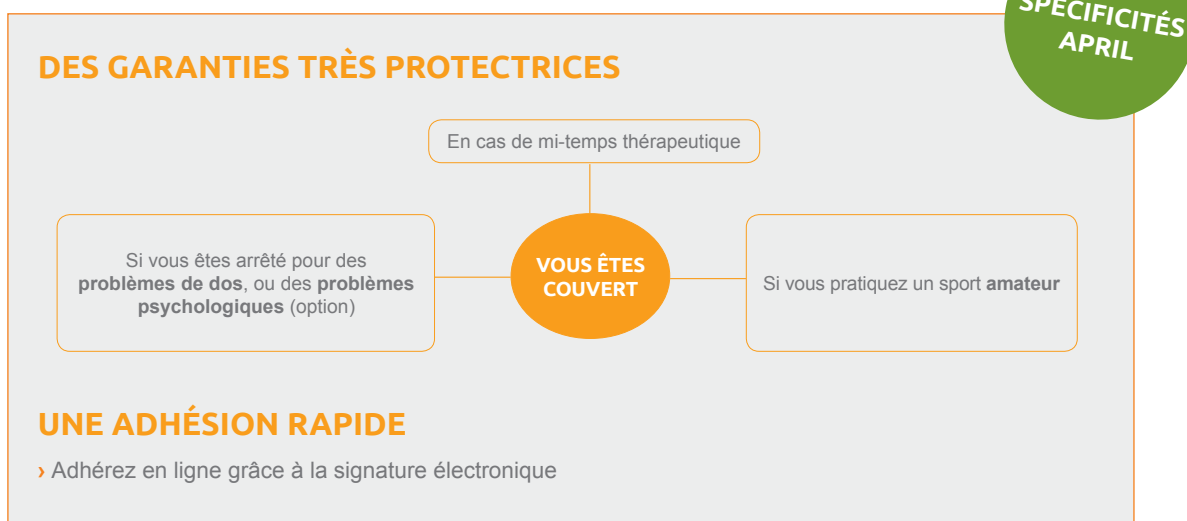 SPÉCIFICITÉS
APRIL
DES GARANTIES TRÈS PROTECTRICES
En cas de mi-temps thérapeutique
Si vous êtes arrêté pour des
problèmes de dos, ou des problèmes
psychologiques (option)
VOUS ÊTES
COUVERT
Si vous pratiquez un sport amateur
UNE ADHÉSION RAPIDE
› Adhérez en ligne grâce à la signature électronique